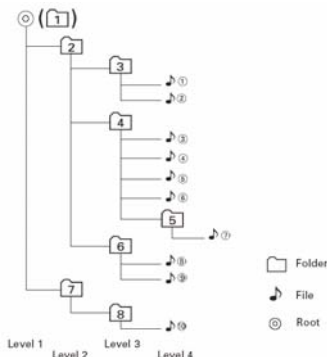 (1)
2
3
①
②
4
③
④
⑤
⑥
5
⑦
6
⑧
⑨
7
8
⑩
Folder
File
Root
Level 1
Level 2
Level 3
Level 4